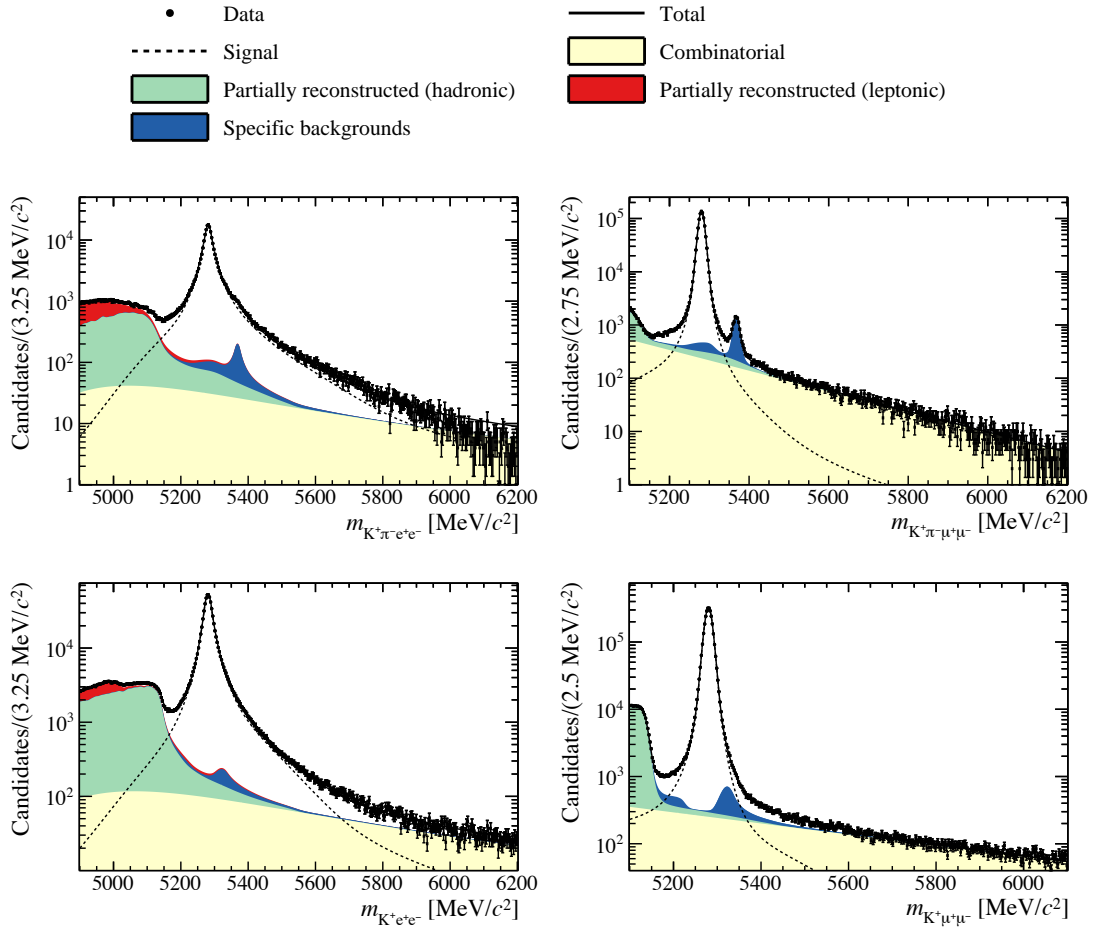 Data
Total
Signal
Combinatorial
Partially reconstructed (hadronic)
Partially reconstructed (leptonic)
Specific backgrounds
Candidates/(3.25 MeV/c²)
10⁴
10³
10²
10
1
5000 5200 5400 5600 5800 6000 6200
m_K⁺π⁻e⁺e⁻ [MeV/c²]
Candidates/(2.75 MeV/c²)
10⁵
10⁴
10³
10²
10
1
5200 5400 5600 5800 6000 6200
m_K⁺π⁻μ⁺μ⁻ [MeV/c²]
Candidates/(3.25 MeV/c²)
10⁴
10³
10²
5000 5200 5400 5600 5800 6000 6200
m_K⁺e⁺e⁻ [MeV/c²]
Candidates/(2.5 MeV/c²)
10⁵
10⁴
10³
10²
5200 5400 5600 5800 6000
m_K⁺μ⁺μ⁻ [MeV/c²]